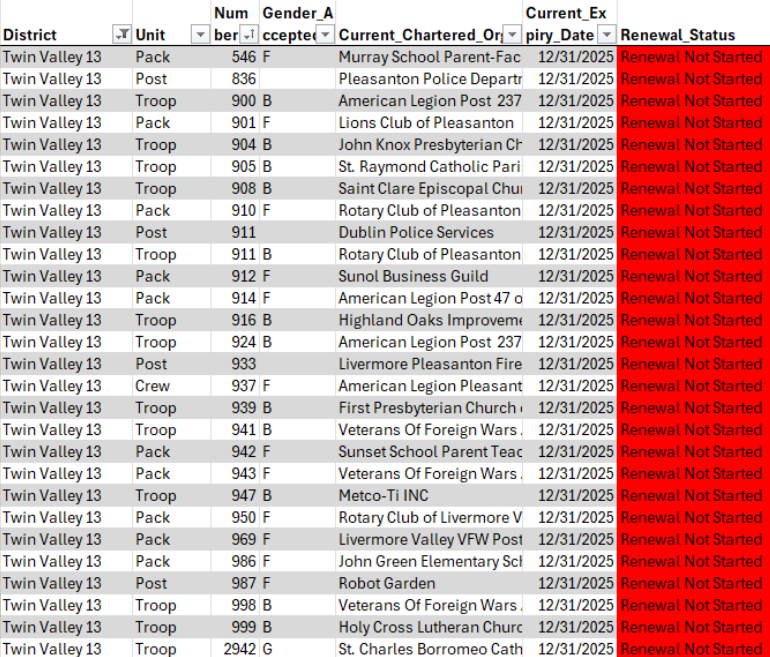 District Unit Num ber Gender_A ccepted Current_Chartered_Org Current_Ex piry_Date Renewal_Status
Twin Valley 13 Pack 546 F Murray School Parent-Fac 12/31/2025 Renewal Not Started
Twin Valley 13 Post 836 Pleasanton Police Departr 12/31/2025 Renewal Not Started
Twin Valley 13 Troop 900 B American Legion Post 237 12/31/2025 Renewal Not Started
Twin Valley 13 Pack 901 F Lions Club of Pleasanton 12/31/2025 Renewal Not Started
Twin Valley 13 Troop 904 B John Knox Presbyterian Ch 12/31/2025 Renewal Not Started
Twin Valley 13 Troop 905 B St. Raymond Catholic Pari 12/31/2025 Renewal Not Started
Twin Valley 13 Troop 908 B Saint Clare Episcopal Chur 12/31/2025 Renewal Not Started
Twin Valley 13 Pack 910 F Rotary Club of Pleasanton 12/31/2025 Renewal Not Started
Twin Valley 13 Post 911 Dublin Police Services 12/31/2025 Renewal Not Started
Twin Valley 13 Troop 911 B Rotary Club of Pleasanton 12/31/2025 Renewal Not Started
Twin Valley 13 Pack 912 F Sunol Business Guild 12/31/2025 Renewal Not Started
Twin Valley 13 Pack 914 F American Legion Post 47 o 12/31/2025 Renewal Not Started
Twin Valley 13 Troop 916 B Highland Oaks Improveme 12/31/2025 Renewal Not Started
Twin Valley 13 Troop 924 B American Legion Post 237 12/31/2025 Renewal Not Started
Twin Valley 13 Post 933 Livermore Pleasanton Fire 12/31/2025 Renewal Not Started
Twin Valley 13 Crew 937 F American Legion Pleasant 12/31/2025 Renewal Not Started
Twin Valley 13 Troop 939 B First Presbyterian Church 12/31/2025 Renewal Not Started
Twin Valley 13 Troop 941 B Veterans Of Foreign Wars 12/31/2025 Renewal Not Started
Twin Valley 13 Pack 942 F Sunset School Parent Teac 12/31/2025 Renewal Not Started
Twin Valley 13 Pack 943 F Veterans Of Foreign Wars 12/31/2025 Renewal Not Started
Twin Valley 13 Troop 947 B Metco-Ti INC 12/31/2025 Renewal Not Started
Twin Valley 13 Pack 950 F Rotary Club of Livermore V 12/31/2025 Renewal Not Started
Twin Valley 13 Pack 969 F Livermore Valley VFW Post 12/31/2025 Renewal Not Started
Twin Valley 13 Pack 986 F John Green Elementary Sch 12/31/2025 Renewal Not Started
Twin Valley 13 Post 987 F Robot Garden 12/31/2025 Renewal Not Started
Twin Valley 13 Troop 998 B Veterans Of Foreign Wars 12/31/2025 Renewal Not Started
Twin Valley 13 Troop 999 B Holy Cross Lutheran Churc 12/31/2025 Renewal Not Started
Twin Valley 13 Troop 2942 G St. Charles Borromeo Cath 12/31/2025 Renewal Not Started